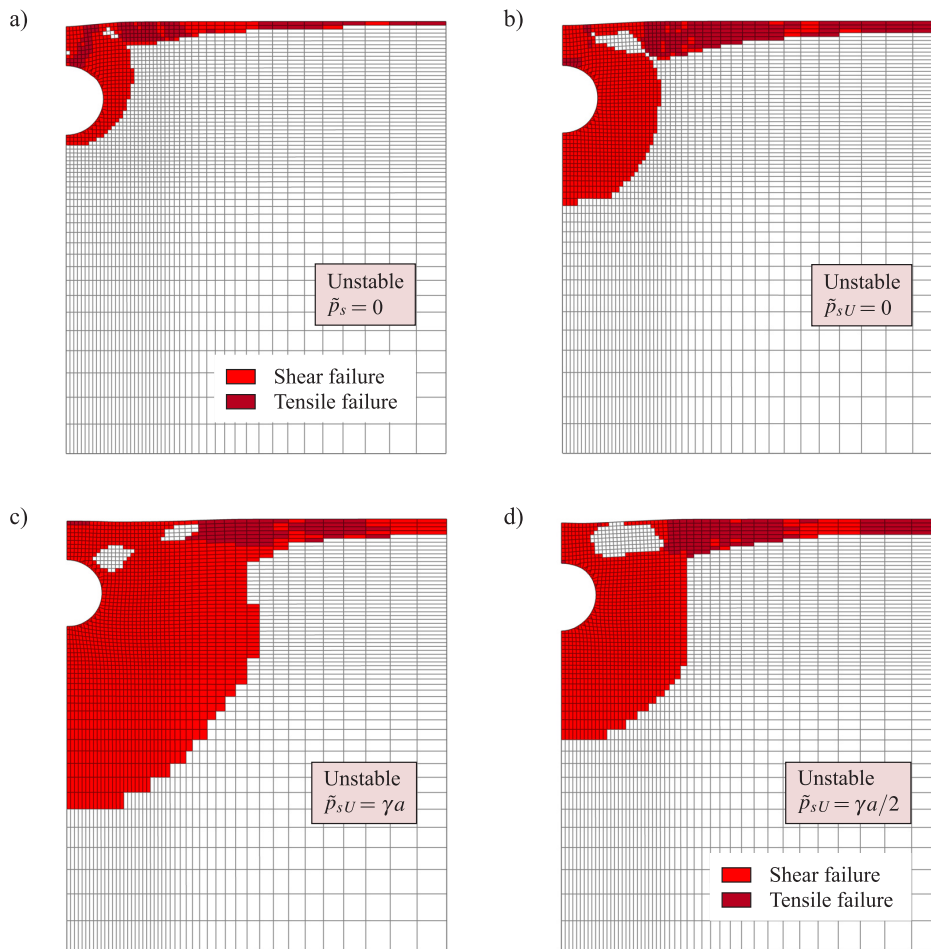 a)
b)
Unstable
p̃ₛ = 0
Unstable
p̃ₛU = 0
Shear failure
Tensile failure
c)
d)
Unstable
p̃ₛU = γa
Unstable
p̃ₛU = γa/2
Shear failure
Tensile failure